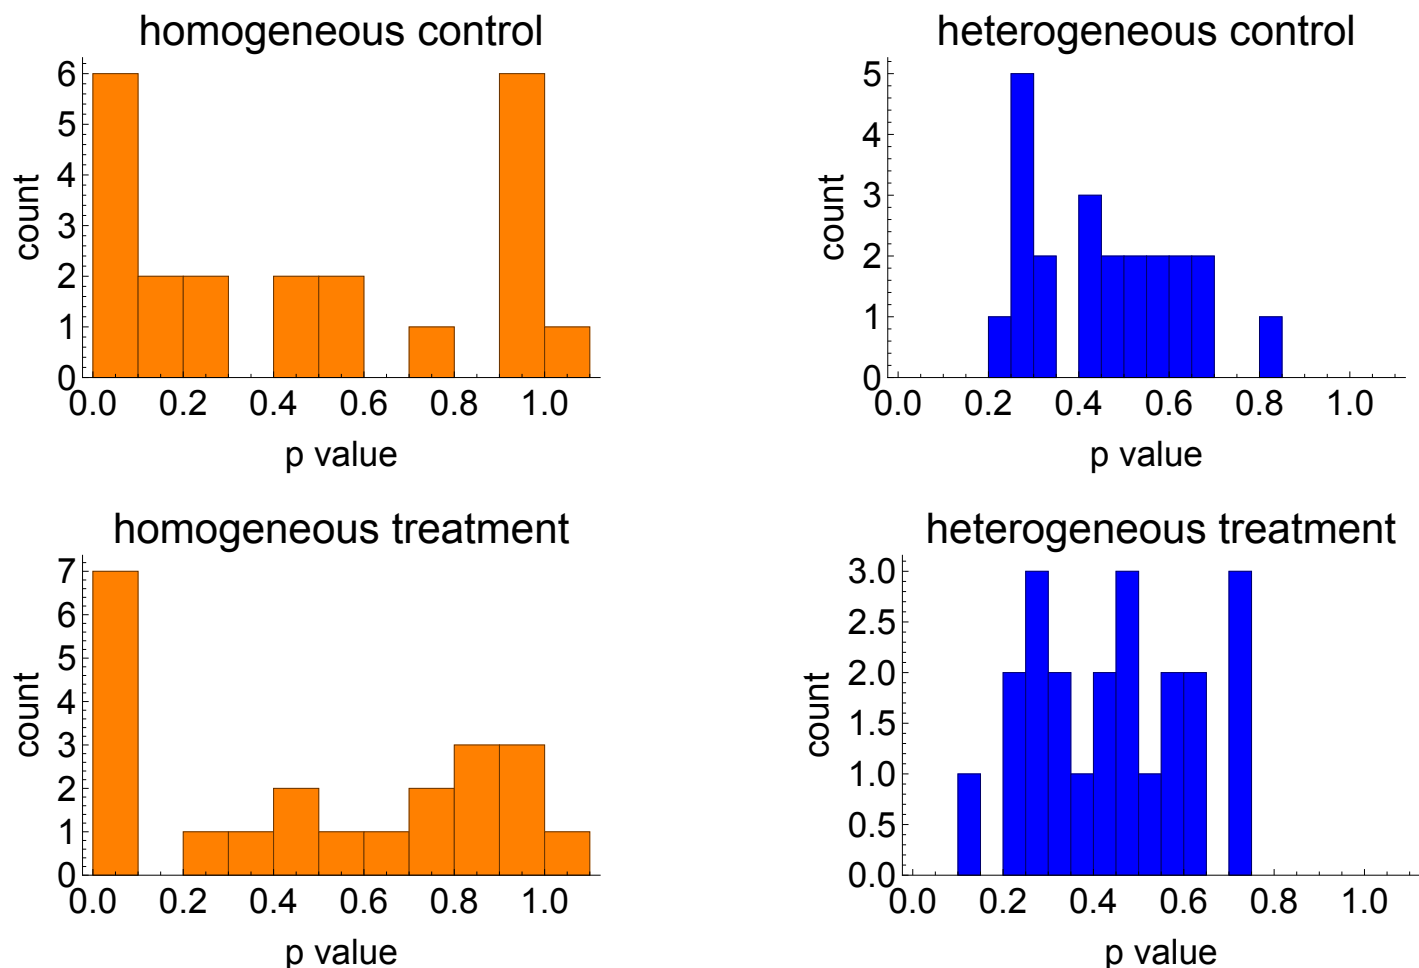 homogeneous control
6
5
4
3
2
1
0
count
0.0 0.2 0.4 0.6 0.8 1.0
p value
heterogeneous control
5
4
3
2
1
0
count
0.0 0.2 0.4 0.6 0.8 1.0
p value
homogeneous treatment
7
6
5
4
3
2
1
0
count
0.0 0.2 0.4 0.6 0.8 1.0
p value
heterogeneous treatment
3.0
2.5
2.0
1.5
1.0
0.5
0.0
count
0.0 0.2 0.4 0.6 0.8 1.0
p value